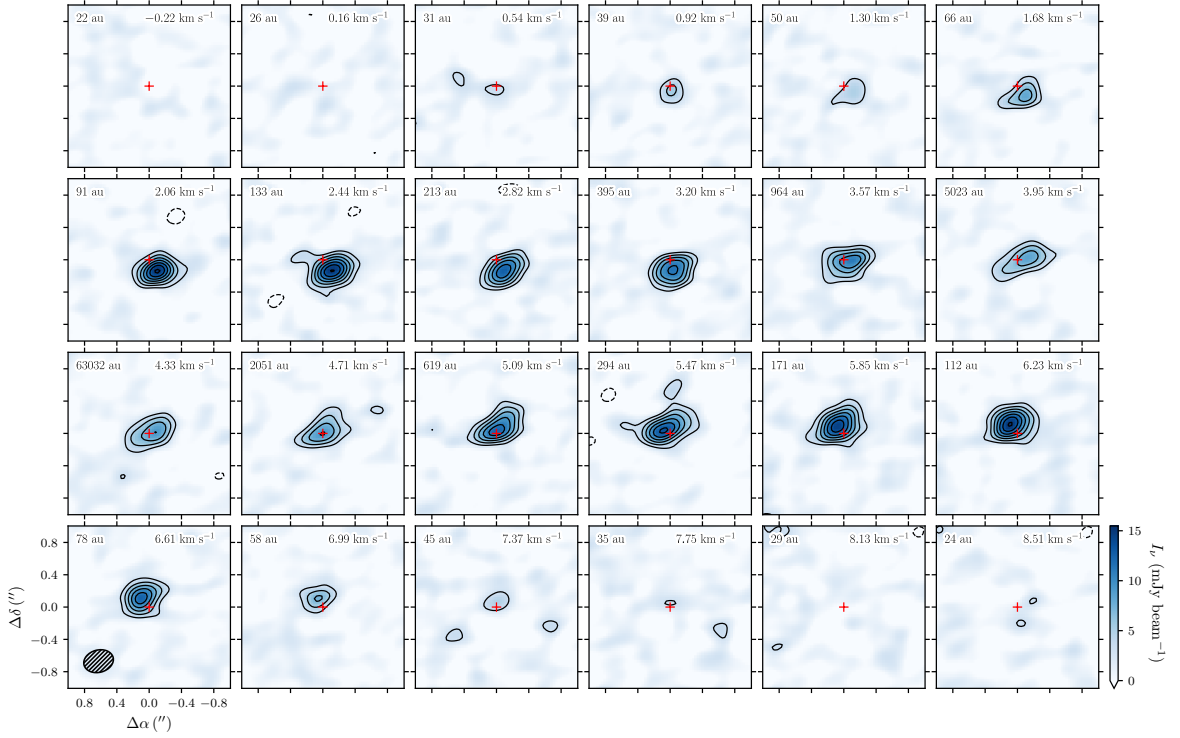 22 au −0.22 km s⁻¹
26 au 0.16 km s⁻¹
31 au 0.54 km s⁻¹
39 au 0.92 km s⁻¹
50 au 1.30 km s⁻¹
66 au 1.68 km s⁻¹
91 au 2.06 km s⁻¹
133 au 2.44 km s⁻¹
213 au 2.82 km s⁻¹
395 au 3.20 km s⁻¹
964 au 3.57 km s⁻¹
5023 au 3.95 km s⁻¹
63032 au 4.33 km s⁻¹
2051 au 4.71 km s⁻¹
619 au 5.09 km s⁻¹
294 au 5.47 km s⁻¹
171 au 5.85 km s⁻¹
112 au 6.23 km s⁻¹
78 au 6.61 km s⁻¹
58 au 6.99 km s⁻¹
45 au 7.37 km s⁻¹
35 au 7.75 km s⁻¹
29 au 8.13 km s⁻¹
24 au 8.51 km s⁻¹
0.8
0.4
0.0
−0.4
−0.8
Δδ (″)
0.8 0.4 0.0 −0.4 −0.8
Δα (″)
15
10
5
0
Iν (mJy beam⁻¹)